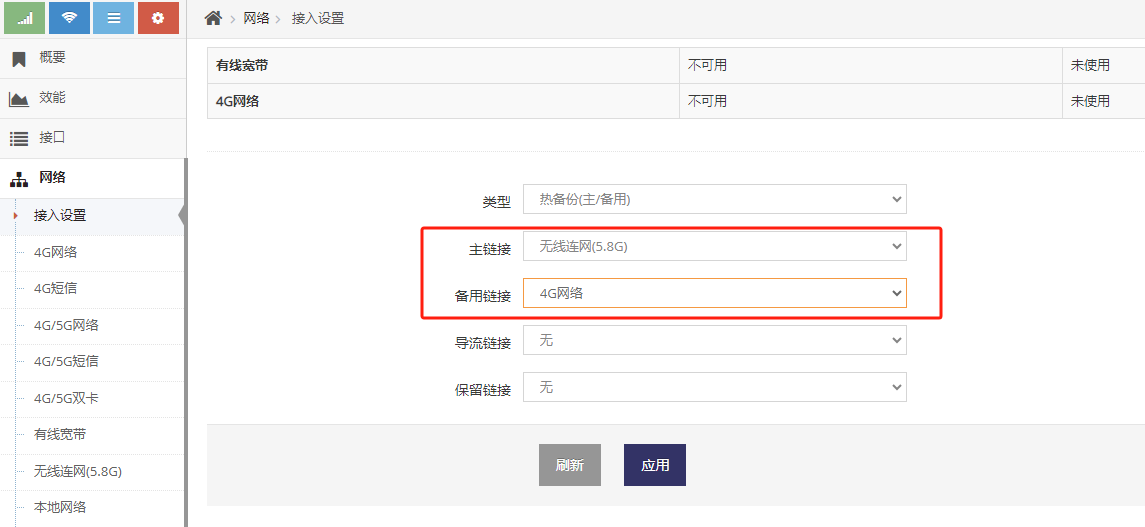 网络 接入设置
概要
效能
接口
网络
接入设置
4G网络
4G短信
4G/5G网络
4G/5G短信
4G/5G双卡
有线宽带
无线连网(5.8G)
本地网络
有线宽带 不可用 未使用
4G网络 不可用 未使用
类型 热备份(主/备用)
主链接 无线连网(5.8G)
备用链接 4G网络
导流链接 无
保留链接 无
刷新 应用